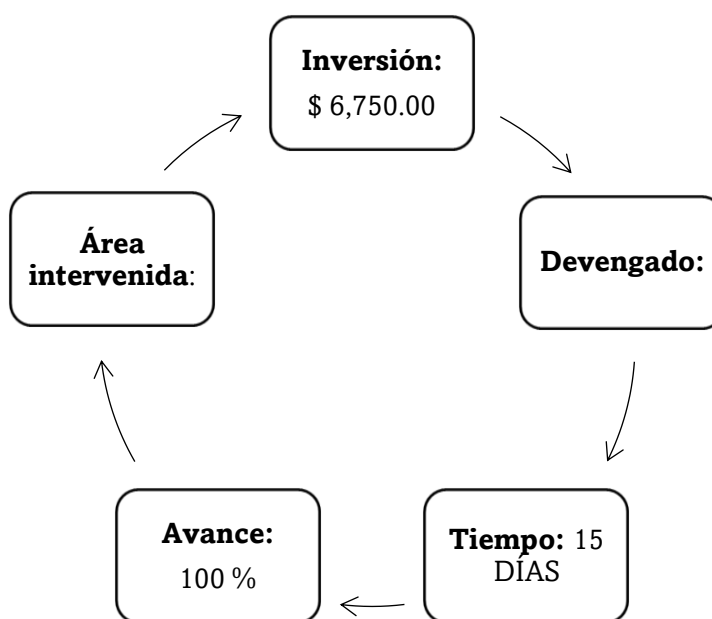 Inversión:
$ 6,750.00
Devengado:
Tiempo: 15
DÍAS
Avance:
100 %
Área
intervenida: